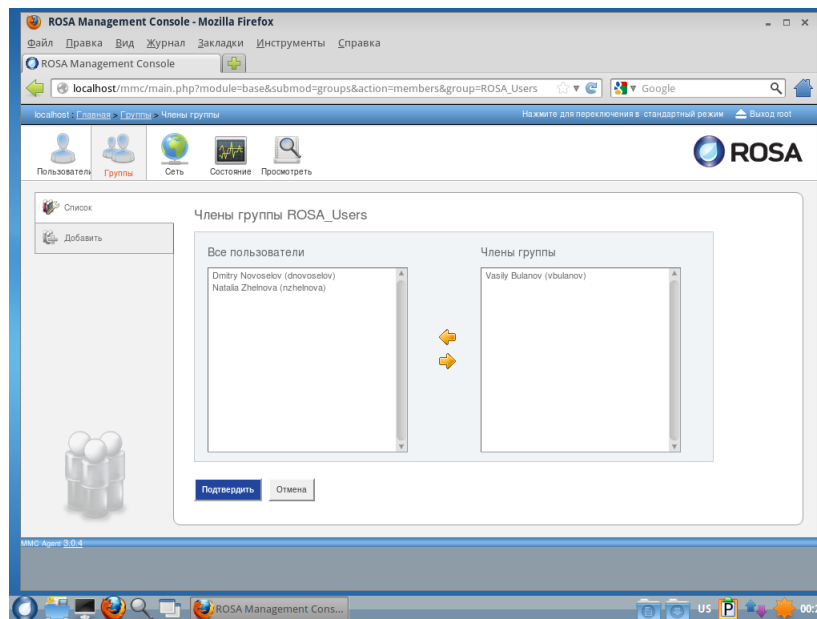 ROSA Management Console - Mozilla Firefox
Файл Правка Вид Журнал Закладки Инструменты Справка
ROSA Management Console
localhost/mmc/main.php?module=base&submod=groups&action=members&group=ROSA_Users
Google
localhost : Главная > Группы > Члены группы
Нажмите для переключения в стандартный режим
Выход root
Пользователи
Группы
Сеть
Состояние
Просмотреть
ROSA
Список
Добавить
Члены группы ROSA_Users
Все пользователи
Dmitry Novoselov (dnovoselov)
Natalia Zhelnova (nzhelnova)
Члены группы
Vasily Bulanov (vbulanov)
Подтвердить
Отмена
MMC Agent 3.0.4
ROSA Management Cons...
US
P